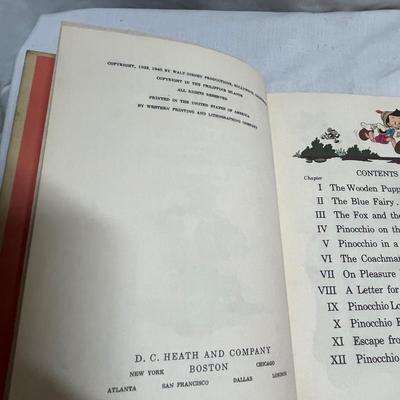 COPYRIGHT, 1939, 1940 BY WALT DISNEY PRODUCTIONS, HOLLYWOOD,
COPYRIGHT IN THE PHILIPPINE ISLANDS
ALL RIGHTS RESERVED
PRINTED IN THE UNITED STATES OF AMERICA
BY WESTERN PRINTING AND LITHOGRAPHING COMPANY
D. C. HEATH AND COMPANY
NEW YORK BOSTON CHICAGO
ATLANTA SAN FRANCISCO DALLAS LONDON
CONTENTS
Chapter
I The Wooden Pupp
II The Blue Fairy .
III The Fox and the
IV Pinocchio on the
V Pinocchio in a
VI The Coachman
VII On Pleasure
VIII A Letter for
IX Pinocchio Lo
X Pinocchio F
XI Escape from
XII Pinocchio